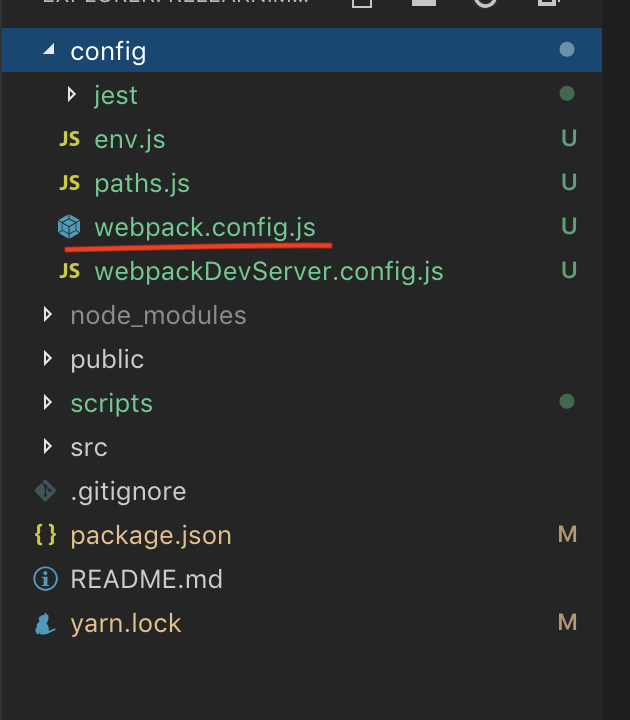 config
jest
JS env.js U
JS paths.js U
webpack.config.js U
JS webpackDevServer.config.js U
node_modules
public
scripts
src
.gitignore
{} package.json M
README.md
yarn.lock M